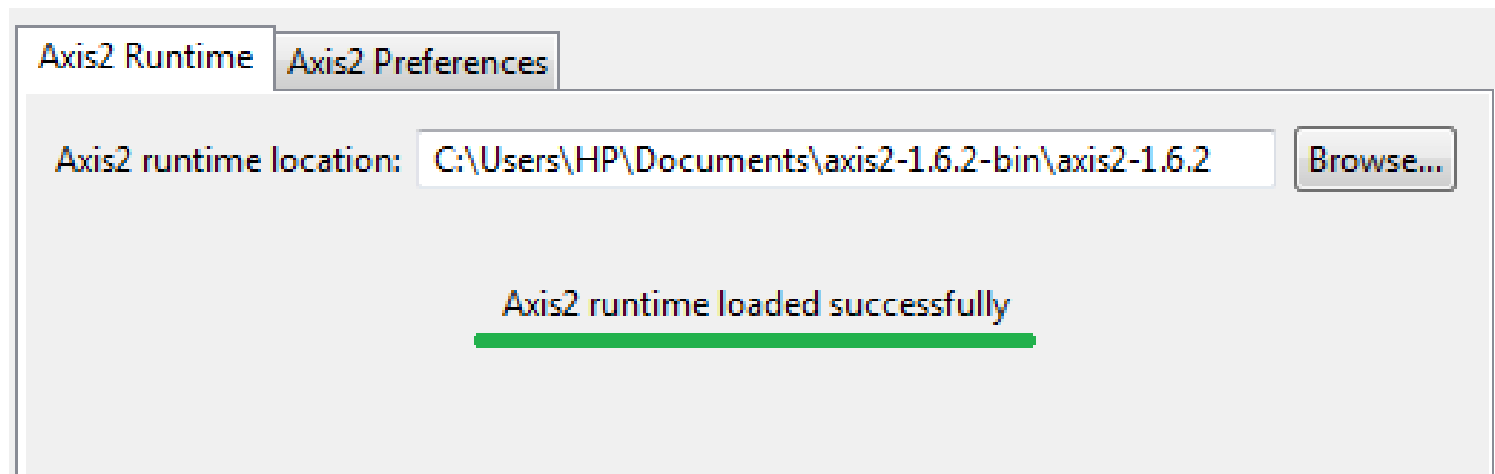 Axis2 Runtime Axis2 Preferences
Axis2 runtime location: C:\Users\HP\Documents\axis2-1.6.2-bin\axis2-1.6.2 Browse...
Axis2 runtime loaded successfully